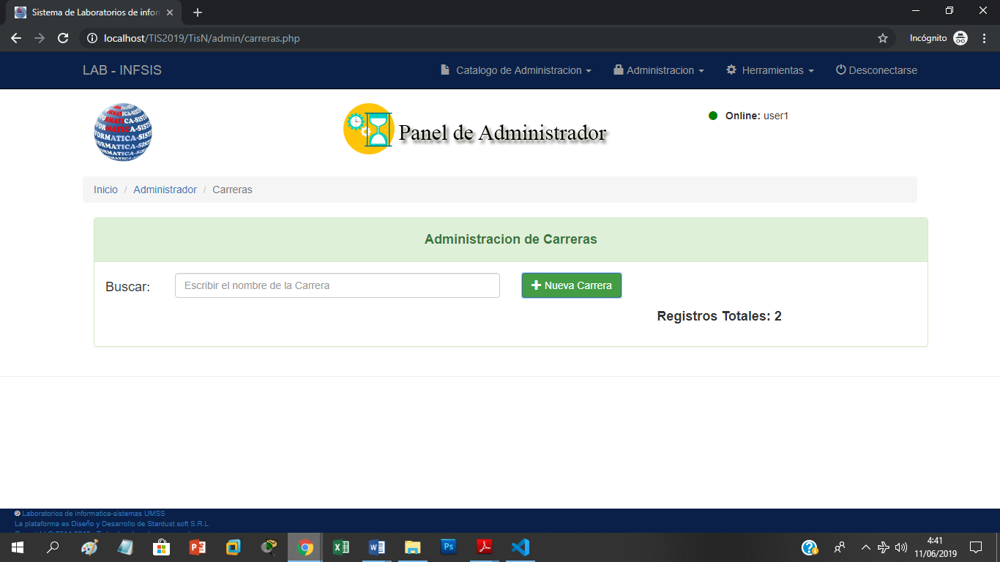 Sistema de Laboratorios de infor
localhost/TIS2019/TisN/admin/carreras.php
Incógnito
LAB - INFSIS
Catalogo de Administracion
Administracion
Herramientas
Desconectarse
Panel de Administrador
Online: user1
Inicio / Administrador / Carreras
Administracion de Carreras
Buscar:
Escribir el nombre de la Carrera
Nueva Carrera
Registros Totales: 2
© Laboratorios de informatica-sistemas UMSS
La plataforma es Diseño y Desarrollo de Stardust soft S.R.L
4:41
11/06/2019